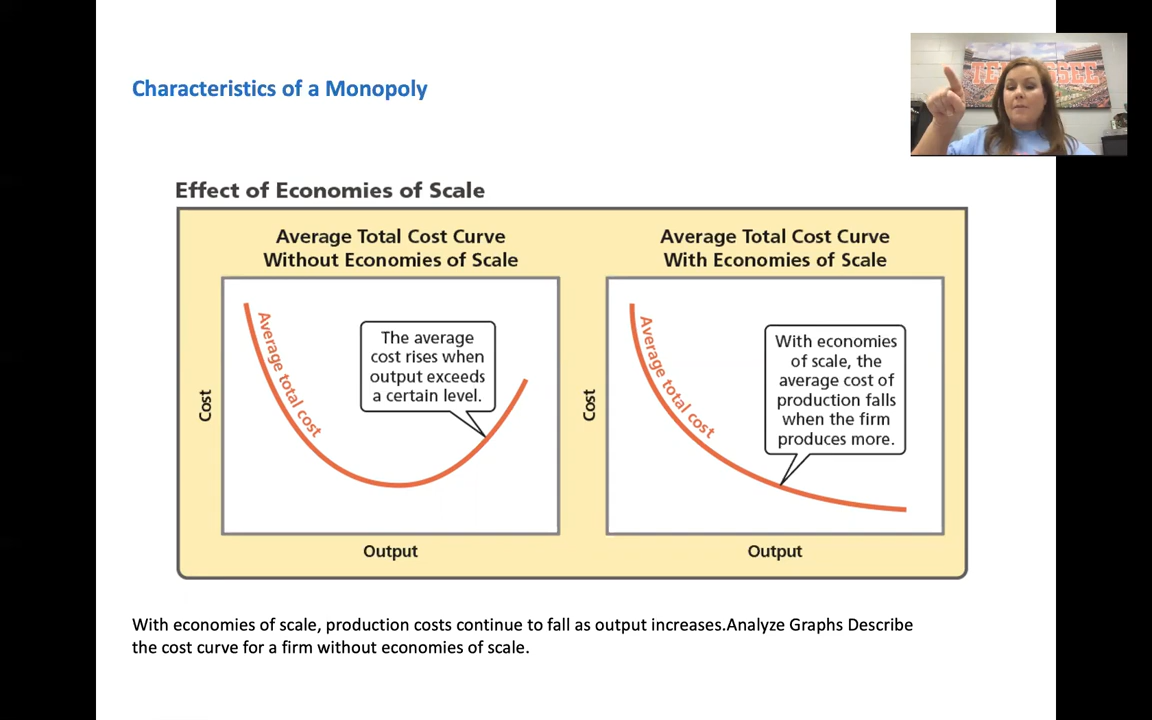 Characteristics of a Monopoly
TENNESSEE
Effect of Economies of Scale
Average Total Cost Curve
Without Economies of Scale
Average total cost
The average
cost rises when
output exceeds
a certain level.
Cost
Output
Average Total Cost Curve
With Economies of Scale
Average total cost
With economies
of scale, the
average cost of
production falls
when the firm
produces more.
Cost
Output
With economies of scale, production costs continue to fall as output increases.Analyze Graphs Describe
the cost curve for a firm without economies of scale.